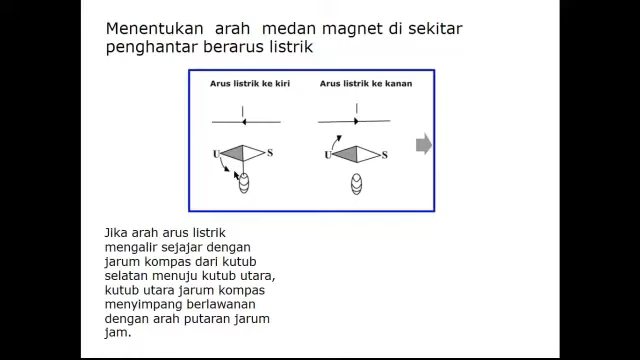 Menentukan arah medan magnet di sekitar
penghantar berarus listrik
Arus listrik ke kiri
Arus listrik ke kanan
I
I
U
S
U
S
Jika arah arus listrik
mengalir sejajar dengan
jarum kompas dari kutub
selatan menuju kutub utara,
kutub utara jarum kompas
menyimpang berlawanan
dengan arah putaran jarum
jam.